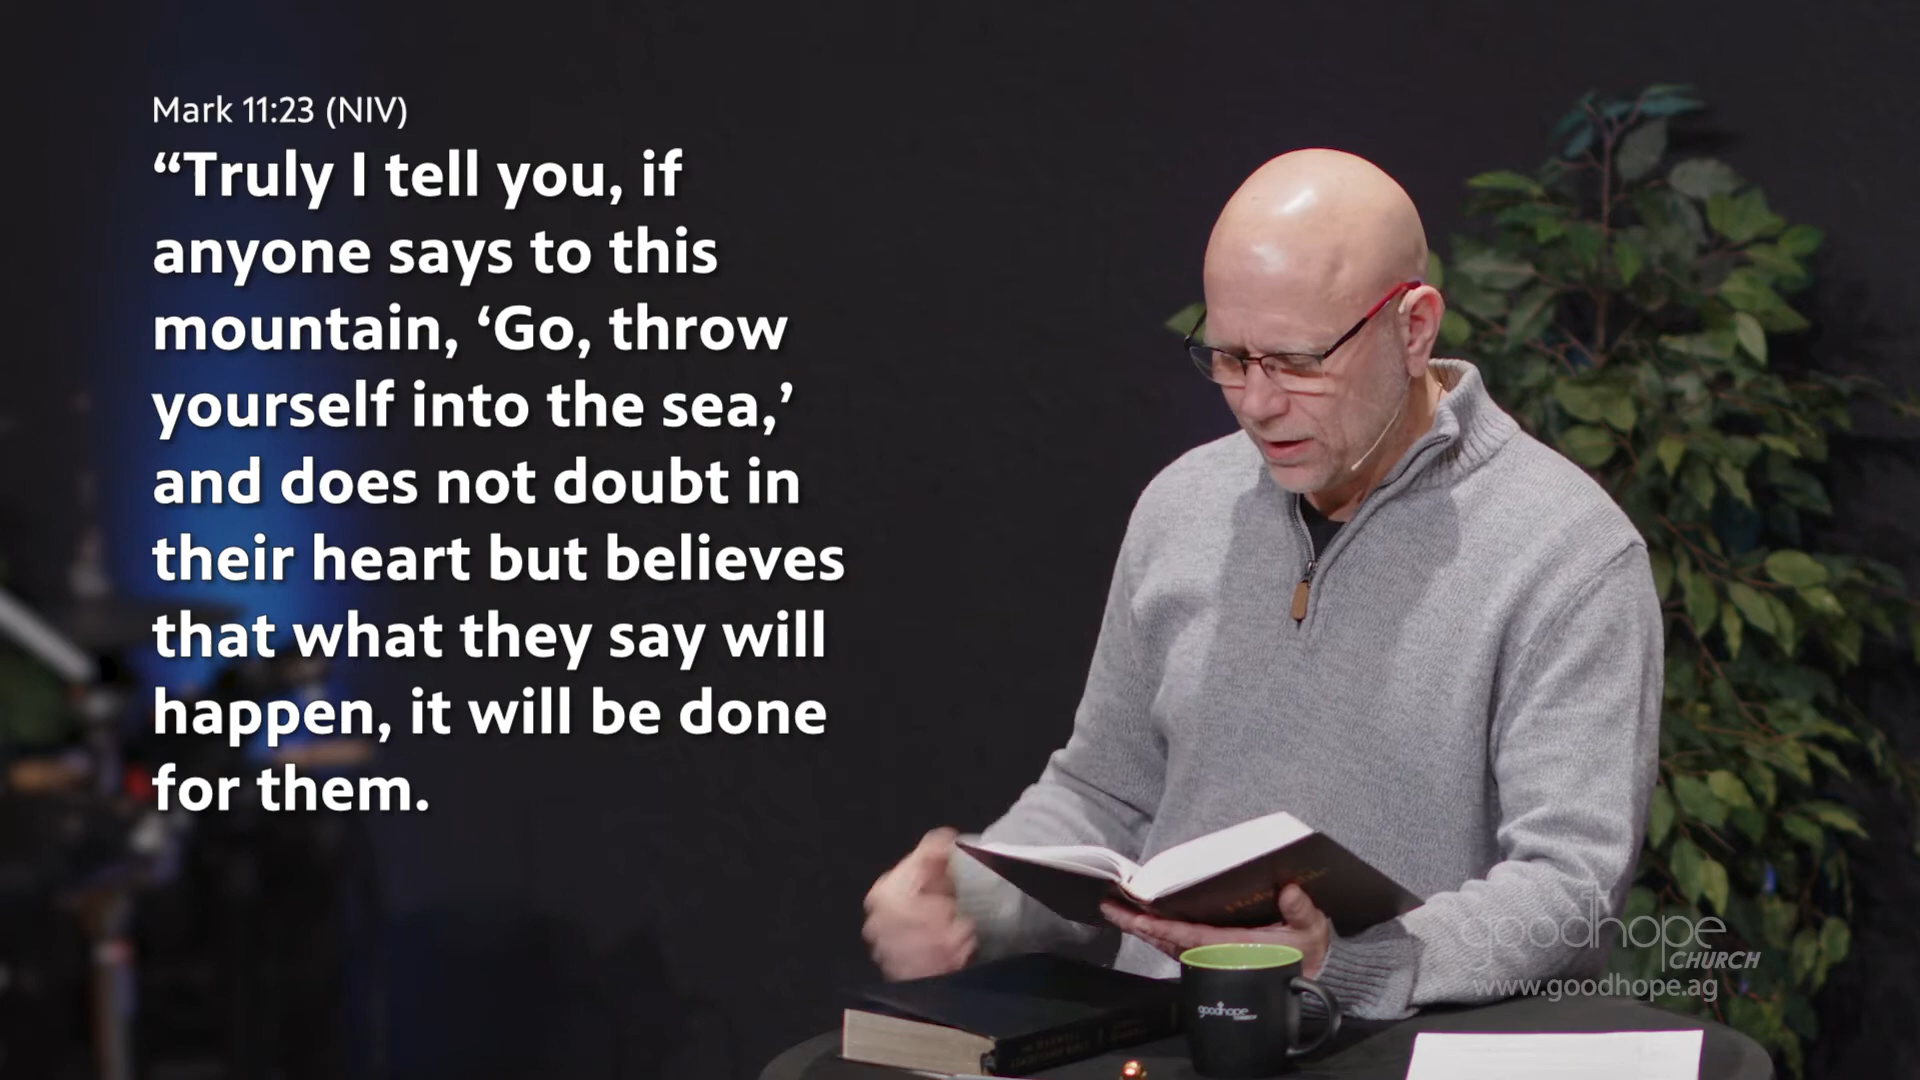 Mark 11:23 (NIV)
“Truly I tell you, if
anyone says to this
mountain, ‘Go, throw
yourself into the sea,’
and does not doubt in
their heart but believes
that what they say will
happen, it will be done
for them.
goodhope
CHURCH
www.goodhope.ag
goodhope
CHURCH